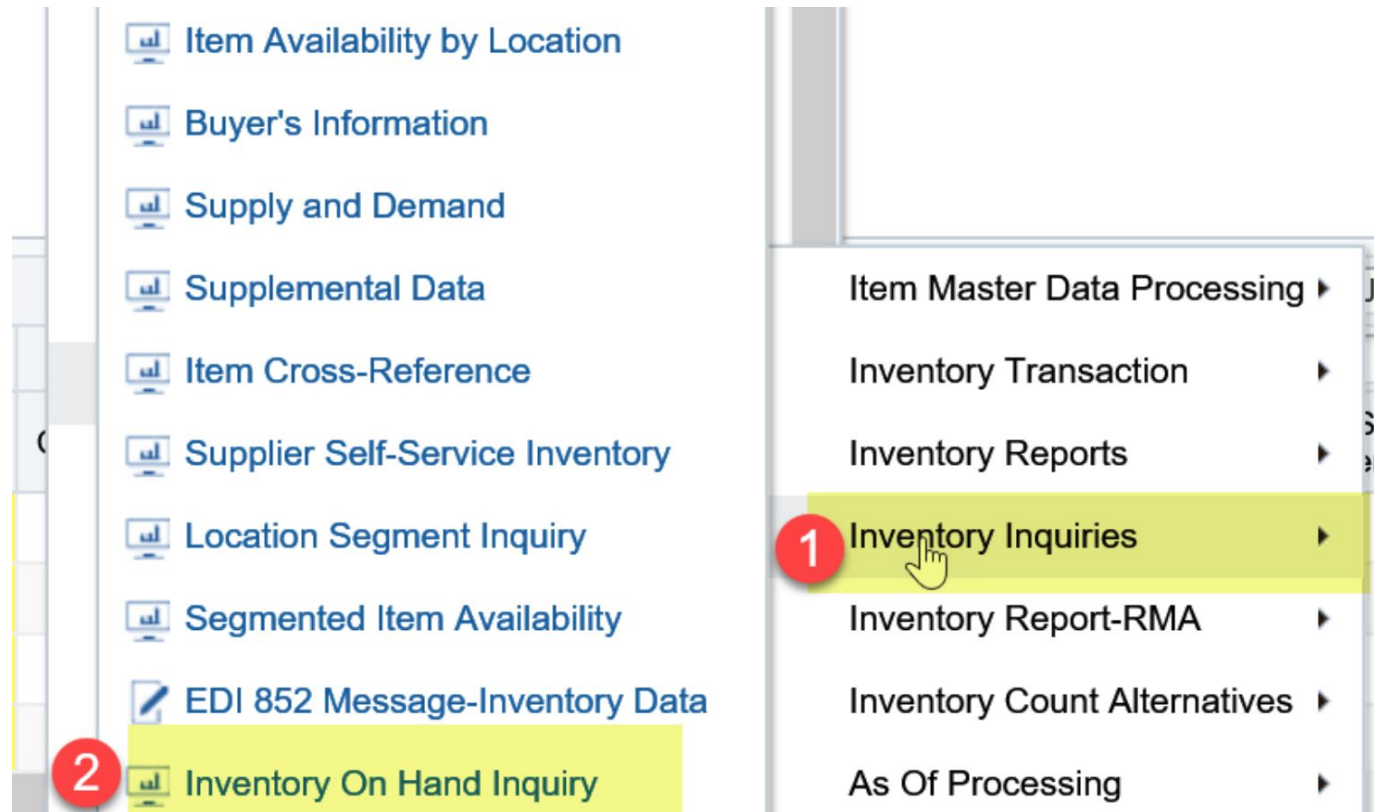 Item Availability by Location
Buyer's Information
Supply and Demand
Supplemental Data
Item Cross-Reference
Supplier Self-Service Inventory
Location Segment Inquiry
Segmented Item Availability
EDI 852 Message-Inventory Data
2 Inventory On Hand Inquiry
Item Master Data Processing
Inventory Transaction
Inventory Reports
1 Inventory Inquiries
Inventory Report-RMA
Inventory Count Alternatives
As Of Processing